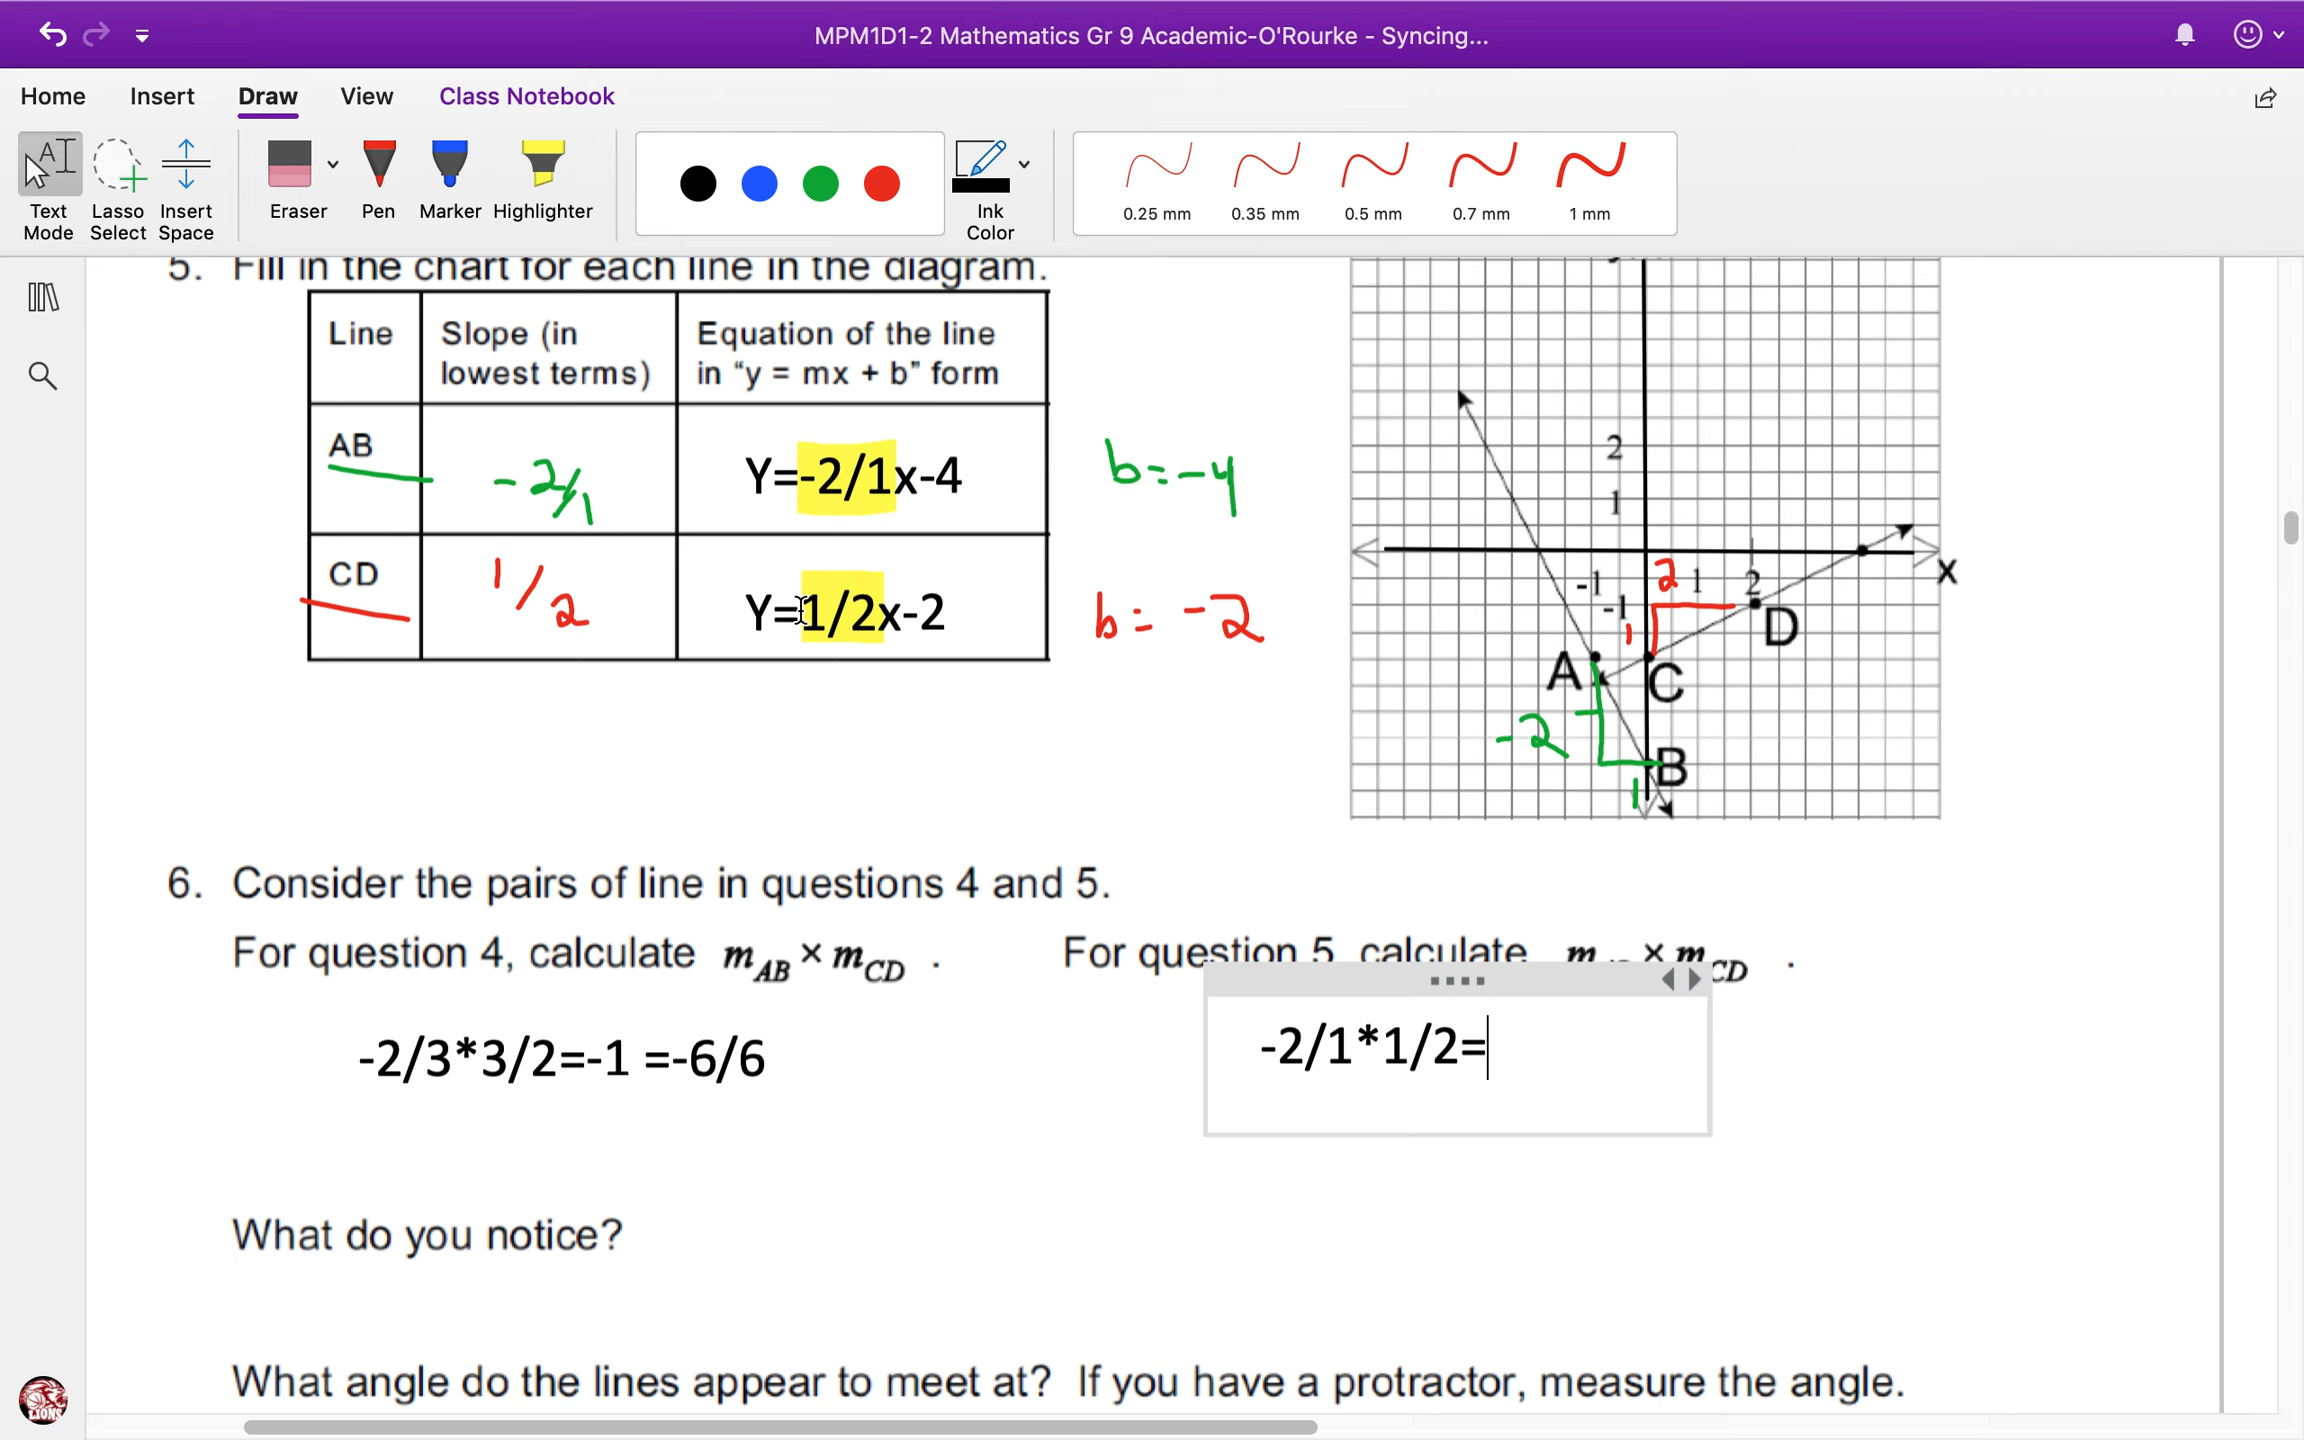 MPM1D1-2 Mathematics Gr 9 Academic-O'Rourke - Syncing...
Home Insert Draw View Class Notebook
Text Mode
Lasso Select
Insert Space
Eraser
Pen
Marker
Highlighter
Ink Color
0.25 mm 0.35 mm 0.5 mm 0.7 mm 1 mm
5. Fill in the chart for each line in the diagram.
Line
Slope (in
lowest terms)
Equation of the line
in “y = mx + b” form
AB
-2/1
Y=-2/1x-4
b=-4
CD
1/2
Y=1/2x-2
b= -2
2
1
-1
2
1
2
X
-1
1
D
A
C
-2
B
1
6. Consider the pairs of line in questions 4 and 5.
For question 4, calculate mAB × mCD .
For question 5, calculate m × mCD .
-2/3*3/2=-1 =-6/6
-2/1*1/2=
What do you notice?
What angle do the lines appear to meet at? If you have a protractor, measure the angle.
LIONS